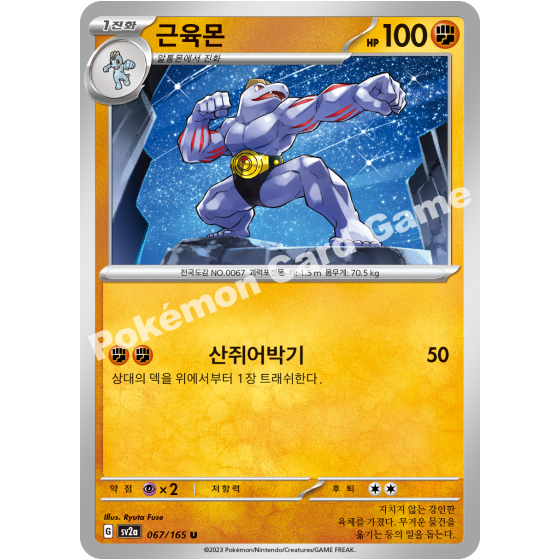 1진화
근육몬
HP 100
알통몬에서 진화
전국도감 NO.0067 괴력포켓몬 키: 1.5 m 몸무게: 70.5 kg
산쥐어박기 50
상대의 덱을 위에서부터 1장 트래쉬한다.
약점 ×2 저항력 후퇴
Illus. Ryuta Fuse
G sv2a 067/165 U
지치지 않는 강인한
육체를 가졌다. 무거운 물건을
옮기는 등의 일을 돕는다.
©2023 Pokémon/Nintendo/Creatures/GAME FREAK.
Pokémon Card Game